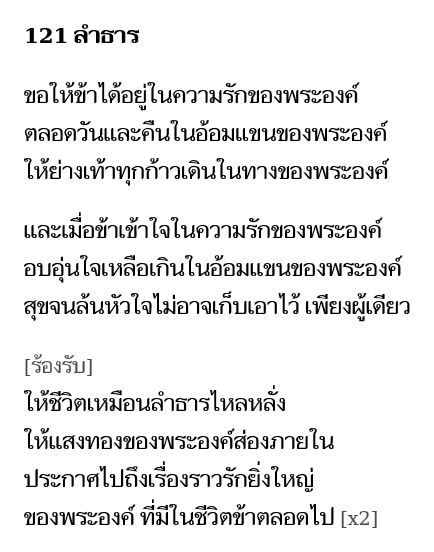 121 ลำธาร
ขอให้ข้าได้อยู่ในความรักของพระองค์
ตลอดวันและคืนในอ้อมแขนของพระองค์
ให้ย่างเท้าทุกก้าวเดินในทางของพระองค์
และเมื่อข้าเข้าใจในความรักของพระองค์
อบอุ่นใจเหลือเกินในอ้อมแขนของพระองค์
สุขจนล้นหัวใจไม่อาจเก็บเอาไว้ เพียงผู้เดียว
[ร้องรับ]
ให้ชีวิตเหมือนลำธารไหลหลั่ง
ให้แสงทองของพระองค์ส่องภายใน
ประกาศไปถึงเรื่องราวรักยิ่งใหญ่
ของพระองค์ ที่มีในชีวิตข้าตลอดไป [x2]